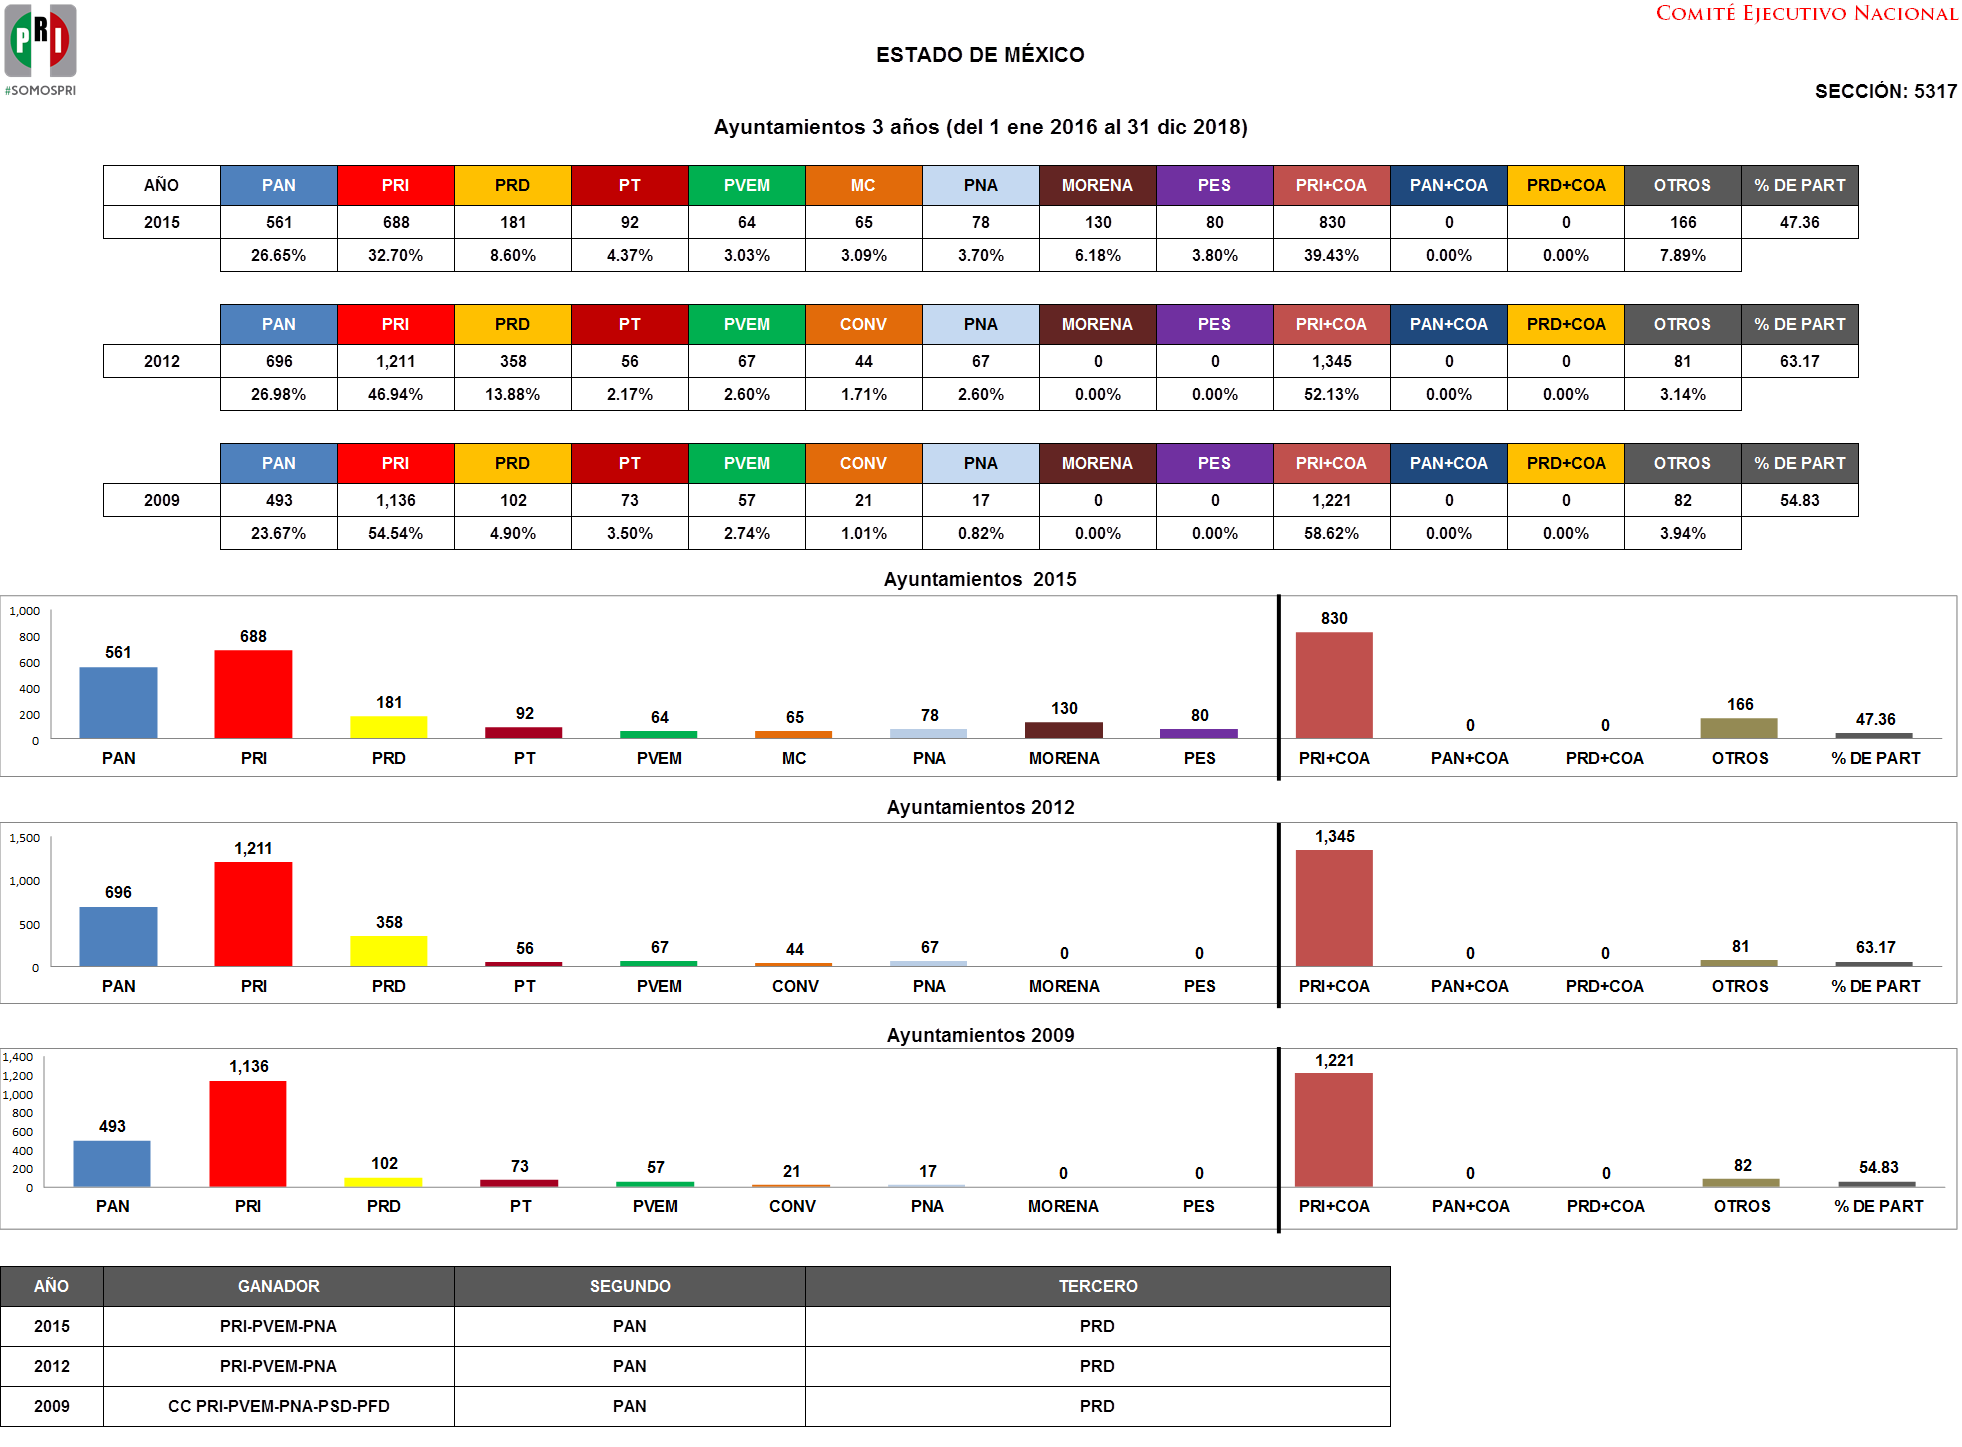 PRI
#SOMOSPRI
COMITÉ EJECUTIVO NACIONAL
ESTADO DE MÉXICO
SECCIÓN: 5317
Ayuntamientos 3 años (del 1 ene 2016 al 31 dic 2018)
AÑO PAN PRI PRD PT PVEM MC PNA MORENA PES PRI+COA PAN+COA PRD+COA OTROS % DE PART
2015 561 688 181 92 64 65 78 130 80 830 0 0 166 47.36
26.65% 32.70% 8.60% 4.37% 3.03% 3.09% 3.70% 6.18% 3.80% 39.43% 0.00% 0.00% 7.89%
PAN PRI PRD PT PVEM CONV PNA MORENA PES PRI+COA PAN+COA PRD+COA OTROS % DE PART
2012 696 1,211 358 56 67 44 67 0 0 1,345 0 0 81 63.17
26.98% 46.94% 13.88% 2.17% 2.60% 1.71% 2.60% 0.00% 0.00% 52.13% 0.00% 0.00% 3.14%
PAN PRI PRD PT PVEM CONV PNA MORENA PES PRI+COA PAN+COA PRD+COA OTROS % DE PART
2009 493 1,136 102 73 57 21 17 0 0 1,221 0 0 82 54.83
23.67% 54.54% 4.90% 3.50% 2.74% 1.01% 0.82% 0.00% 0.00% 58.62% 0.00% 0.00% 3.94%
Ayuntamientos 2015
1,000
800
600
400
200
0
561 688 181 92 64 65 78 130 80 830 0 0 166 47.36
PAN PRI PRD PT PVEM MC PNA MORENA PES PRI+COA PAN+COA PRD+COA OTROS % DE PART
Ayuntamientos 2012
1,500
1,000
500
0
696 1,211 358 56 67 44 67 0 0 1,345 0 0 81 63.17
PAN PRI PRD PT PVEM CONV PNA MORENA PES PRI+COA PAN+COA PRD+COA OTROS % DE PART
Ayuntamientos 2009
1,400
1,200
1,000
800
600
400
200
0
493 1,136 102 73 57 21 17 0 0 1,221 0 0 82 54.83
PAN PRI PRD PT PVEM CONV PNA MORENA PES PRI+COA PAN+COA PRD+COA OTROS % DE PART
AÑO GANADOR SEGUNDO TERCERO
2015 PRI-PVEM-PNA PAN PRD
2012 PRI-PVEM-PNA PAN PRD
2009 CC PRI-PVEM-PNA-PSD-PFD PAN PRD